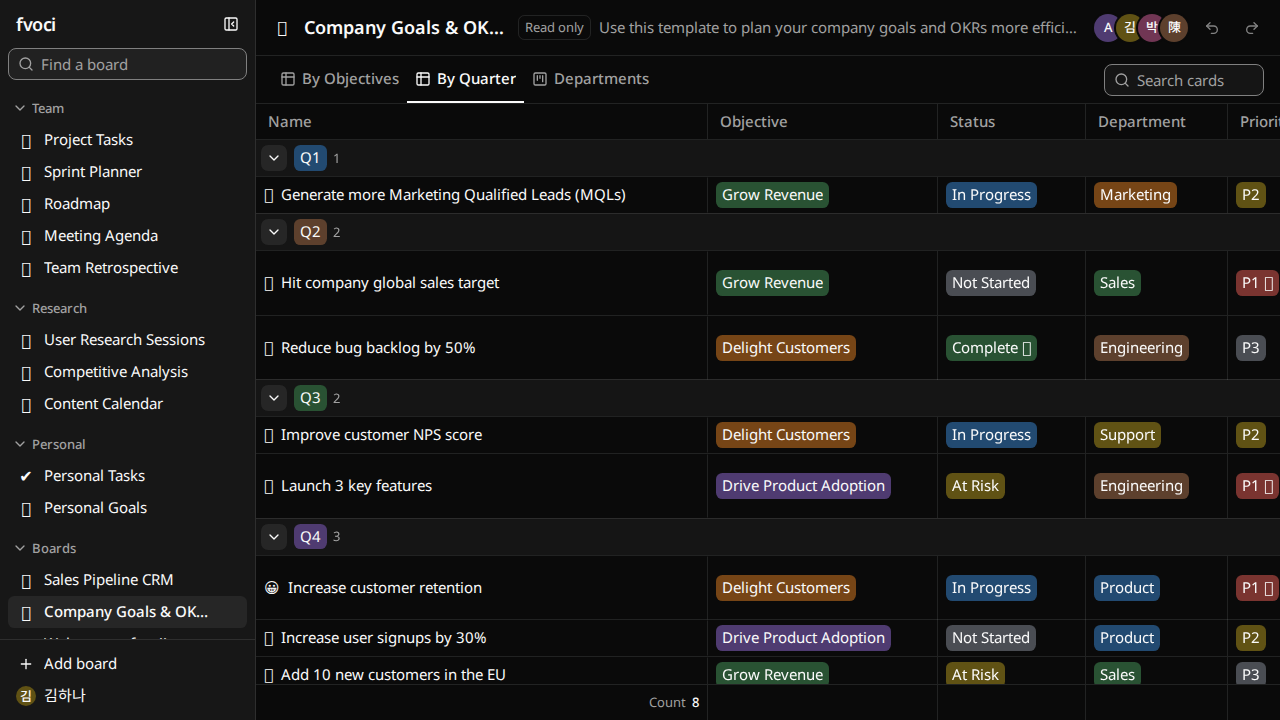 fvoci
Find a board
Team
Project Tasks
Sprint Planner
Roadmap
Meeting Agenda
Team Retrospective
Research
User Research Sessions
Competitive Analysis
Content Calendar
Personal
Personal Tasks
Personal Goals
Boards
Sales Pipeline CRM
Company Goals & OK...
Add board
김 김하나
Company Goals & OK... Read only Use this template to plan your company goals and OKRs more effici... A 김 박 陳
By Objectives By Quarter Departments Search cards
Name Objective Status Department Priorit
Q1 1
Generate more Marketing Qualified Leads (MQLs) Grow Revenue In Progress Marketing P2
Q2 2
Hit company global sales target Grow Revenue Not Started Sales P1
Reduce bug backlog by 50% Delight Customers Complete Engineering P3
Q3 2
Improve customer NPS score Delight Customers In Progress Support P2
Launch 3 key features Drive Product Adoption At Risk Engineering P1
Q4 3
😀 Increase customer retention Delight Customers In Progress Product P1
Increase user signups by 30% Drive Product Adoption Not Started Product P2
Add 10 new customers in the EU Grow Revenue At Risk Sales P3
Count 8